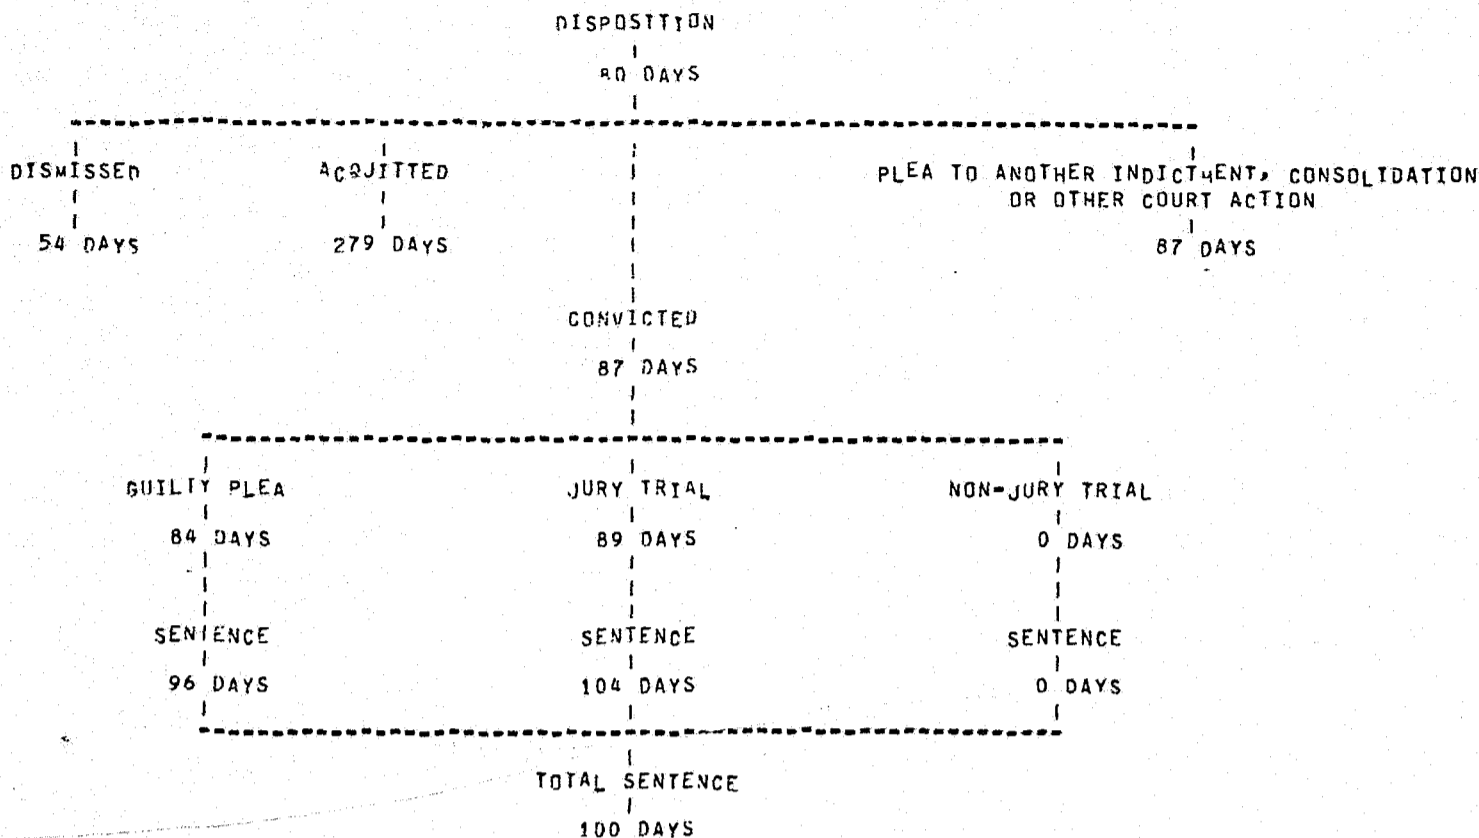 DISPOSITION
80 DAYS
DISMISSED ACQUITTED PLEA TO ANOTHER INDICTMENT, CONSOLIDATION
OR OTHER COURT ACTION
54 DAYS 279 DAYS 87 DAYS
CONVICTED
87 DAYS
GUILTY PLEA JURY TRIAL NON-JURY TRIAL
84 DAYS 89 DAYS 0 DAYS
SENTENCE SENTENCE SENTENCE
96 DAYS 104 DAYS 0 DAYS
TOTAL SENTENCE
100 DAYS